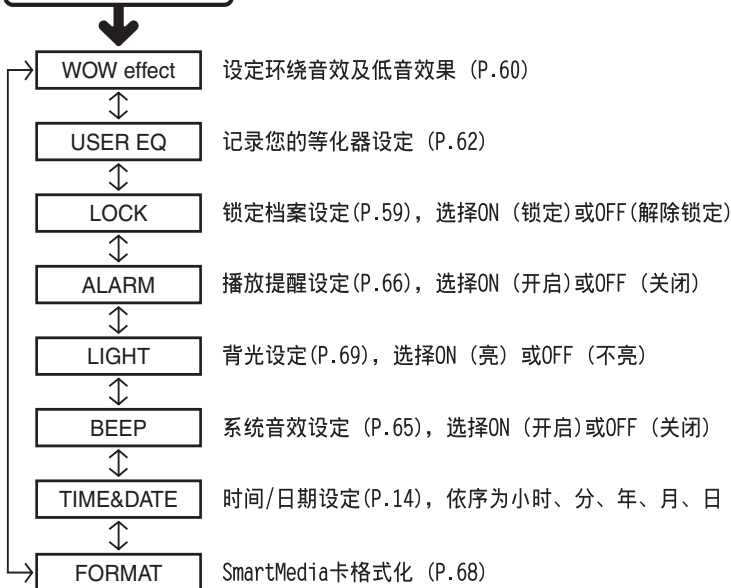 WOW effect 设定环绕音效及低音效果 (P.60)
USER EQ 记录您的等化器设定 (P.62)
LOCK 锁定档案设定(P.59)，选择ON (锁定)或OFF(解除锁定)
ALARM 播放提醒设定(P.66)，选择ON (开启)或OFF (关闭)
LIGHT 背光设定(P.69)，选择ON (亮) 或OFF (不亮)
BEEP 系统音效设定 (P.65)，选择ON (开启)或OFF (关闭)
TIME&DATE 时间/日期设定(P.14)，依序为小时、分、年、月、日
FORMAT SmartMedia卡格式化 (P.68)